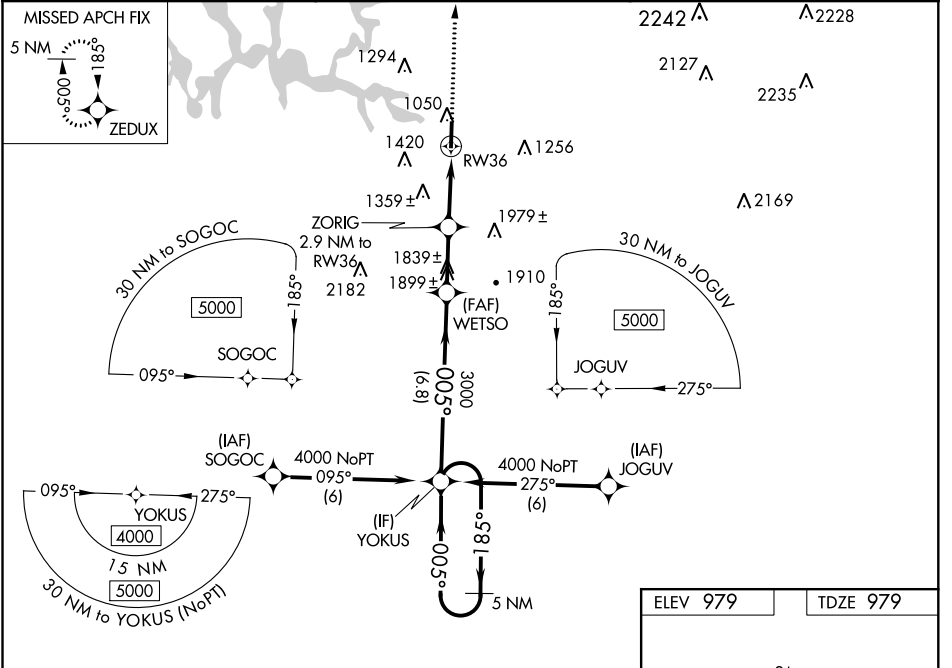 MISSED APCH FIX
5 NM
185°
005°
ZEDUX
2242
2228
1294
2127
2235
1050
1420
RW36
1256
1359 ±
ZORIG
2.9 NM to
RW36
2182
1979 ±
2169
1839 ±
1899 ±
1910
(FAF)
WETSO
30 NM to SOGOC
5000
185°
SOGOC
095°
30 NM to JOGUV
5000
185°
JOGUV
275°
3000
005°
(6.8)
(IAF)
SOGOC
4000 NoPT
095°
(6)
4000 NoPT
275°
(6)
(IAF)
JOGUV
(IF)
YOKUS
095°
275°
YOKUS
4000
15 NM
5000
30 NM to YOKUS (NoPT)
005°
185°
5 NM
ELEV 979
TDZE 979